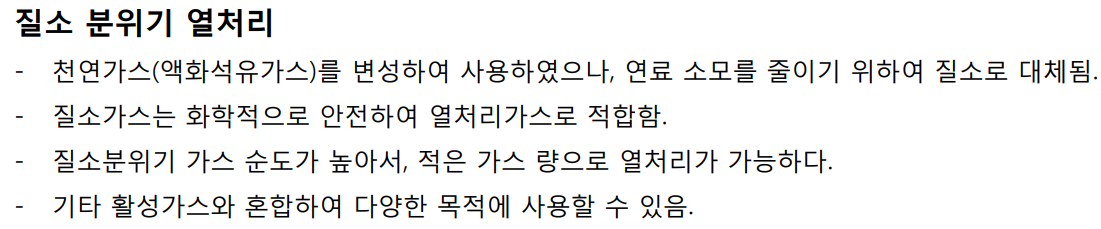 질소 분위기 열처리
- 천연가스(액화석유가스)를 변성하여 사용하였으나, 연료 소모를 줄이기 위하여 질소로 대체됨.
- 질소가스는 화학적으로 안전하여 열처리가스로 적합함.
- 질소분위기 가스 순도가 높아서, 적은 가스 량으로 열처리가 가능하다.
- 기타 활성가스와 혼합하여 다양한 목적에 사용할 수 있음.